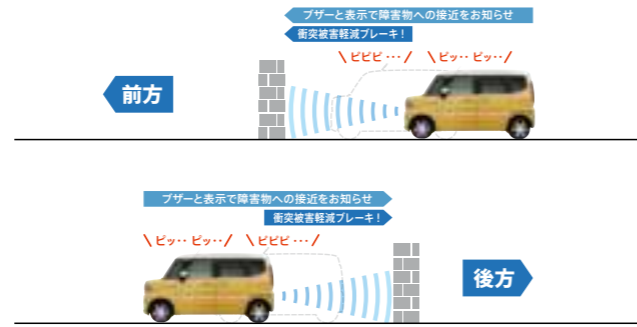 ブザーと表示で障害物への接近をお知らせ
衝突被害軽減ブレーキ！
ピピピ･･･ ピッ･･ ピッ･･
前方
ブザーと表示で障害物への接近をお知らせ
衝突被害軽減ブレーキ！
ピッ･･ ピッ･･ ピピピ･･･
後方